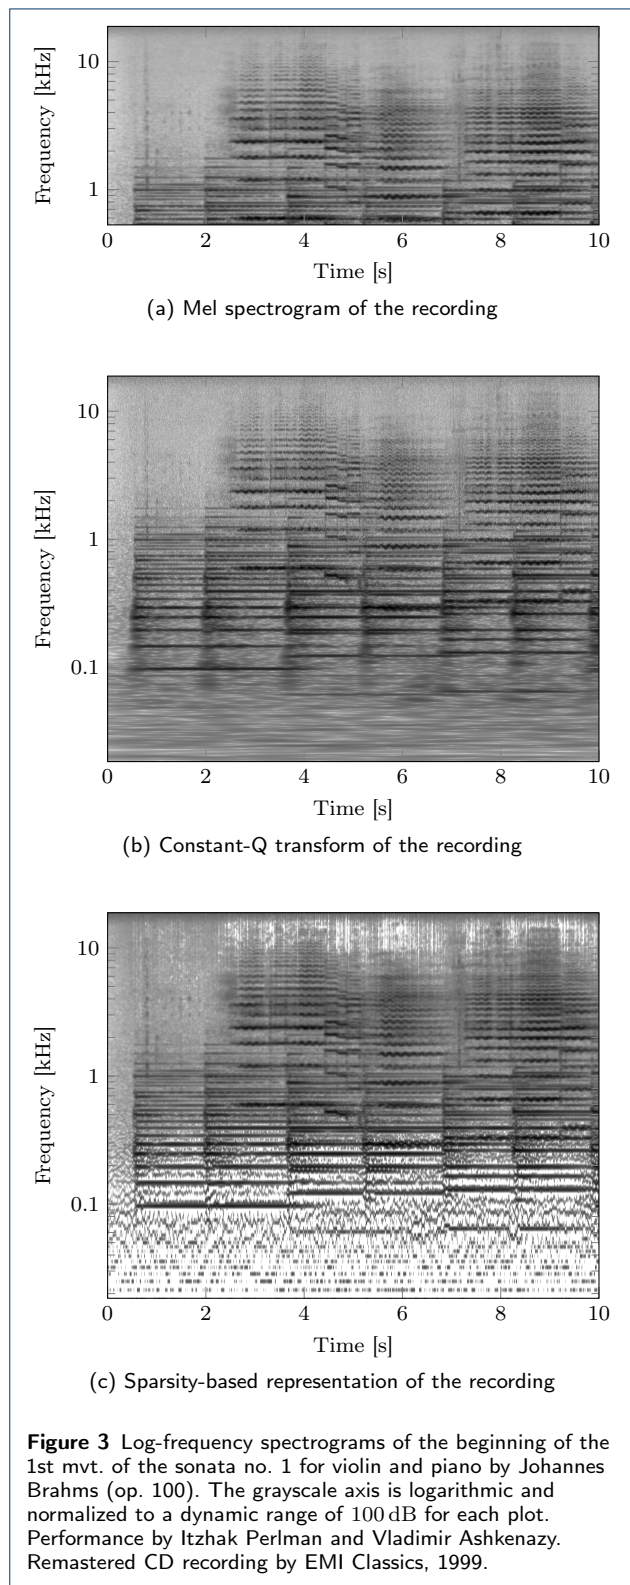 10
1
Frequency [kHz]
0 2 4 6 8 10
Time [s]
(a) Mel spectrogram of the recording
10
1
0.1
Frequency [kHz]
0 2 4 6 8 10
Time [s]
(b) Constant-Q transform of the recording
10
1
0.1
Frequency [kHz]
0 2 4 6 8 10
Time [s]
(c) Sparsity-based representation of the recording
Figure 3 Log-frequency spectrograms of the beginning of the
1st mvt. of the sonata no. 1 for violin and piano by Johannes
Brahms (op. 100). The grayscale axis is logarithmic and
normalized to a dynamic range of 100 dB for each plot.
Performance by Itzhak Perlman and Vladimir Ashkenazy.
Remastered CD recording by EMI Classics, 1999.